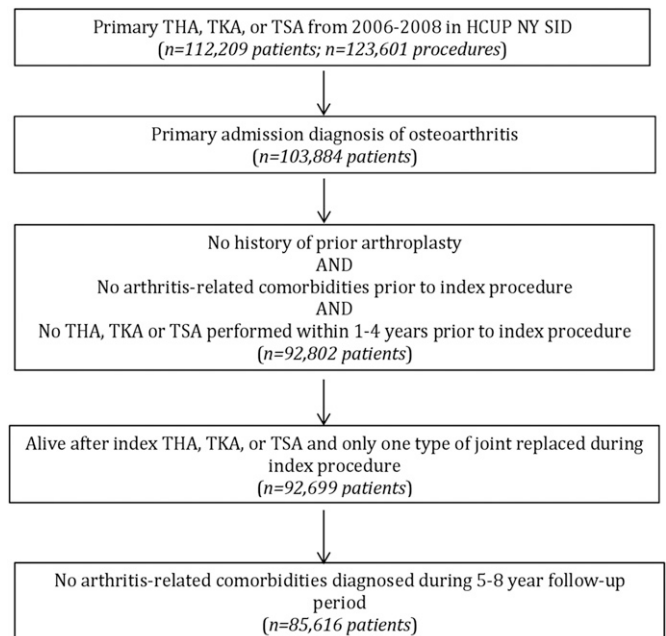 Primary THA, TKA, or TSA from 2006-2008 in HCUP NY SID
(n=112,209 patients; n=123,601 procedures)
Primary admission diagnosis of osteoarthritis
(n=103,884 patients)
No history of prior arthroplasty
AND
No arthritis-related comorbidities prior to index procedure
AND
No THA, TKA or TSA performed within 1-4 years prior to index procedure
(n=92,802 patients)
Alive after index THA, TKA, or TSA and only one type of joint replaced during
index procedure
(n=92,699 patients)
No arthritis-related comorbidities diagnosed during 5-8 year follow-up
period
(n=85,616 patients)